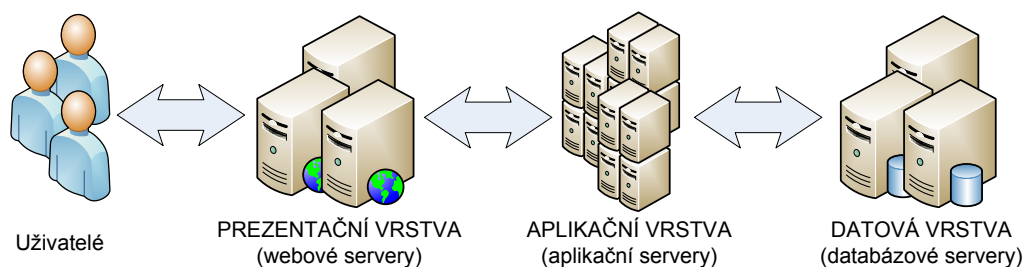 Uživatelé
PREZENTAČNÍ VRSTVA
(webové servery)
APLIKAČNÍ VRSTVA
(aplikační servery)
DATOVÁ VRSTVA
(databázové servery)